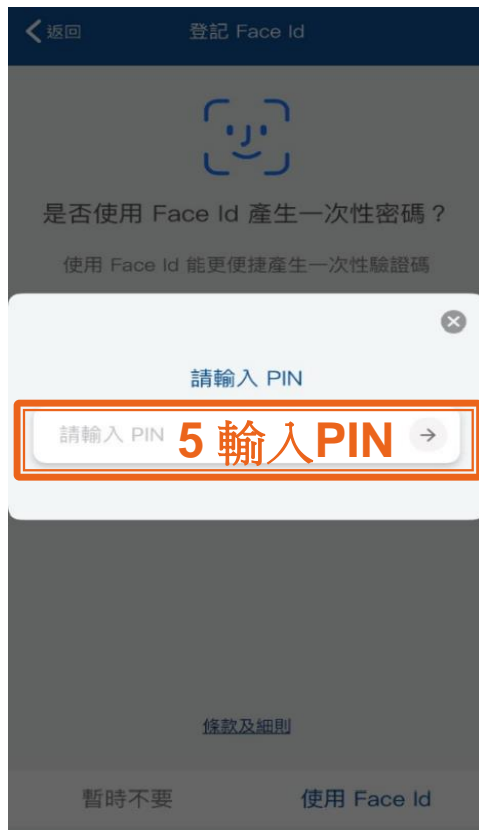 返回 登記 Face Id
是否使用 Face Id 產生一次性密碼？
使用 Face Id 能更便捷產生一次性驗證碼
請輸入 PIN
請輸入 PIN 5 輸入PIN
條款及細則
暫時不要 使用 Face Id